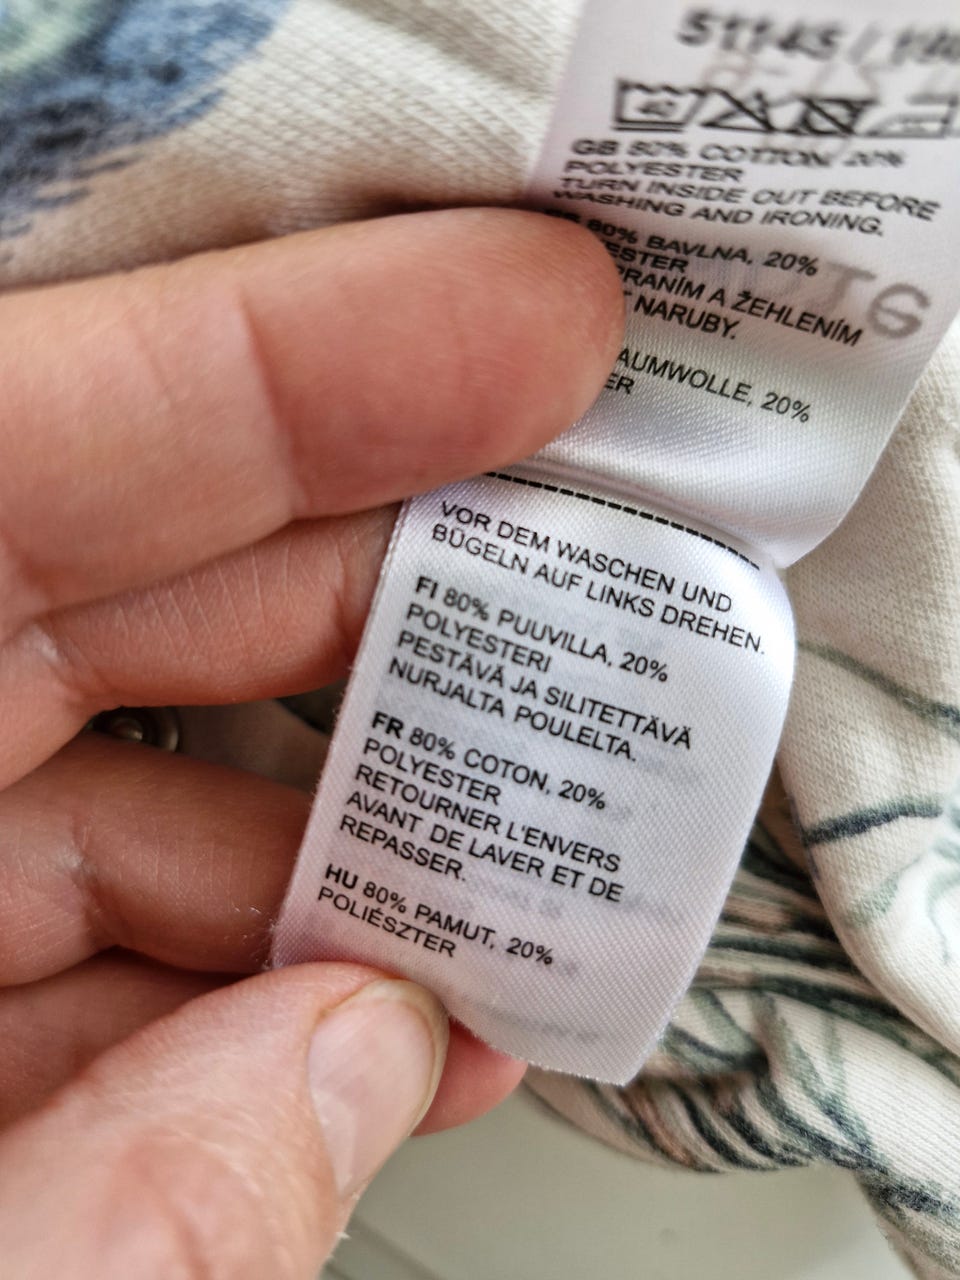 GB 80% COTTON, 20%
POLYESTER
TURN INSIDE OUT BEFORE
WASHING AND IRONING.
80% BAVLNA, 20%
A ŽEHLENÍM
NARUBY.
20%
VOR DEM WASCHEN UND
BÜGELN AUF LINKS DREHEN.
FI 80% PUUVILLA, 20%
POLYESTERI
PESTÄVÄ JA SILITETTÄVÄ
NURJALTA POULELTA.
FR 80% COTON, 20%
POLYESTER
RETOURNER L'ENVERS
AVANT DE LAVER ET DE
REPASSER.
HU 80% PAMUT, 20%
POLIÉSZTER